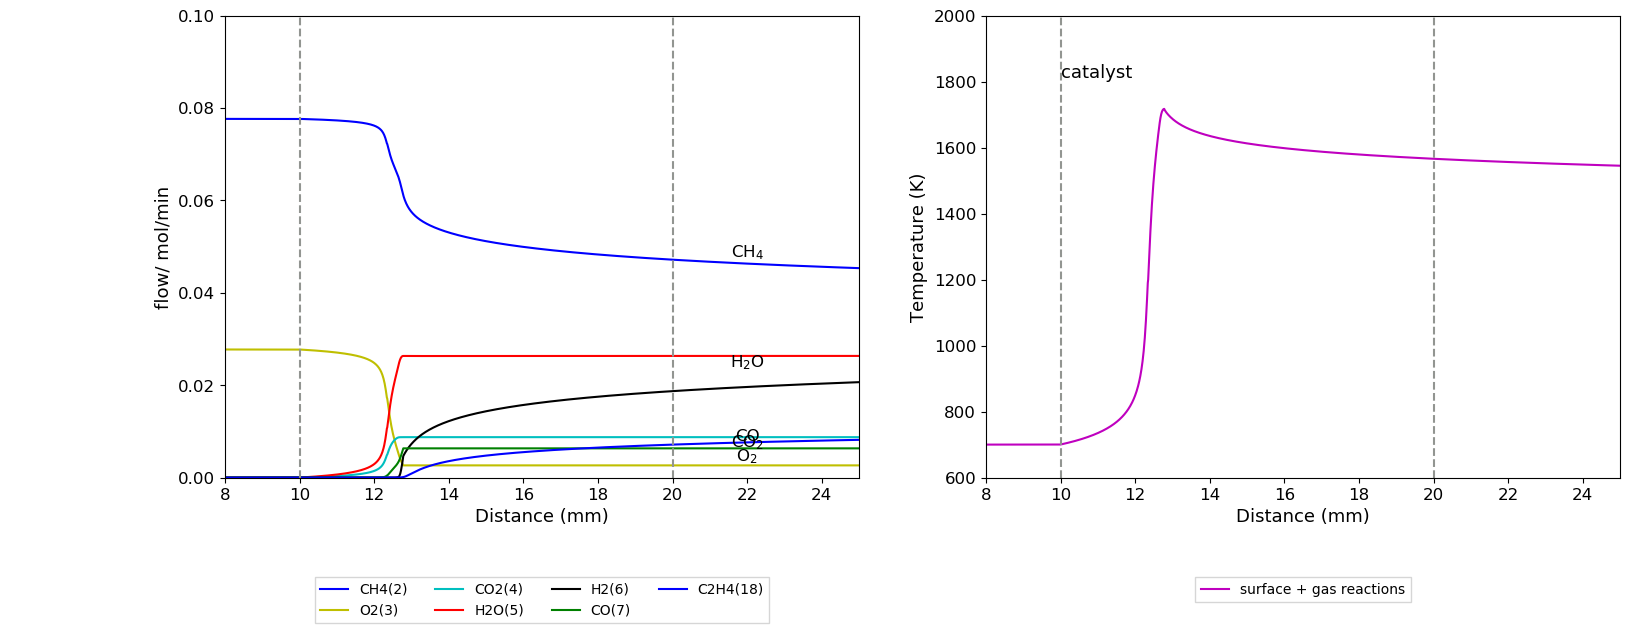 0.10
0.08
0.06
0.04
0.02
0.00
flow/ mol/min
CH₄
H₂O
CO
CO₂
O₂
8 10 12 14 16 18 20 22 24
Distance (mm)
CH4(2) CO2(4) H2(6) C2H4(18)
O2(3) H2O(5) CO(7)
2000
1800
1600
1400
1200
1000
800
600
Temperature (K)
catalyst
8 10 12 14 16 18 20 22 24
Distance (mm)
surface + gas reactions